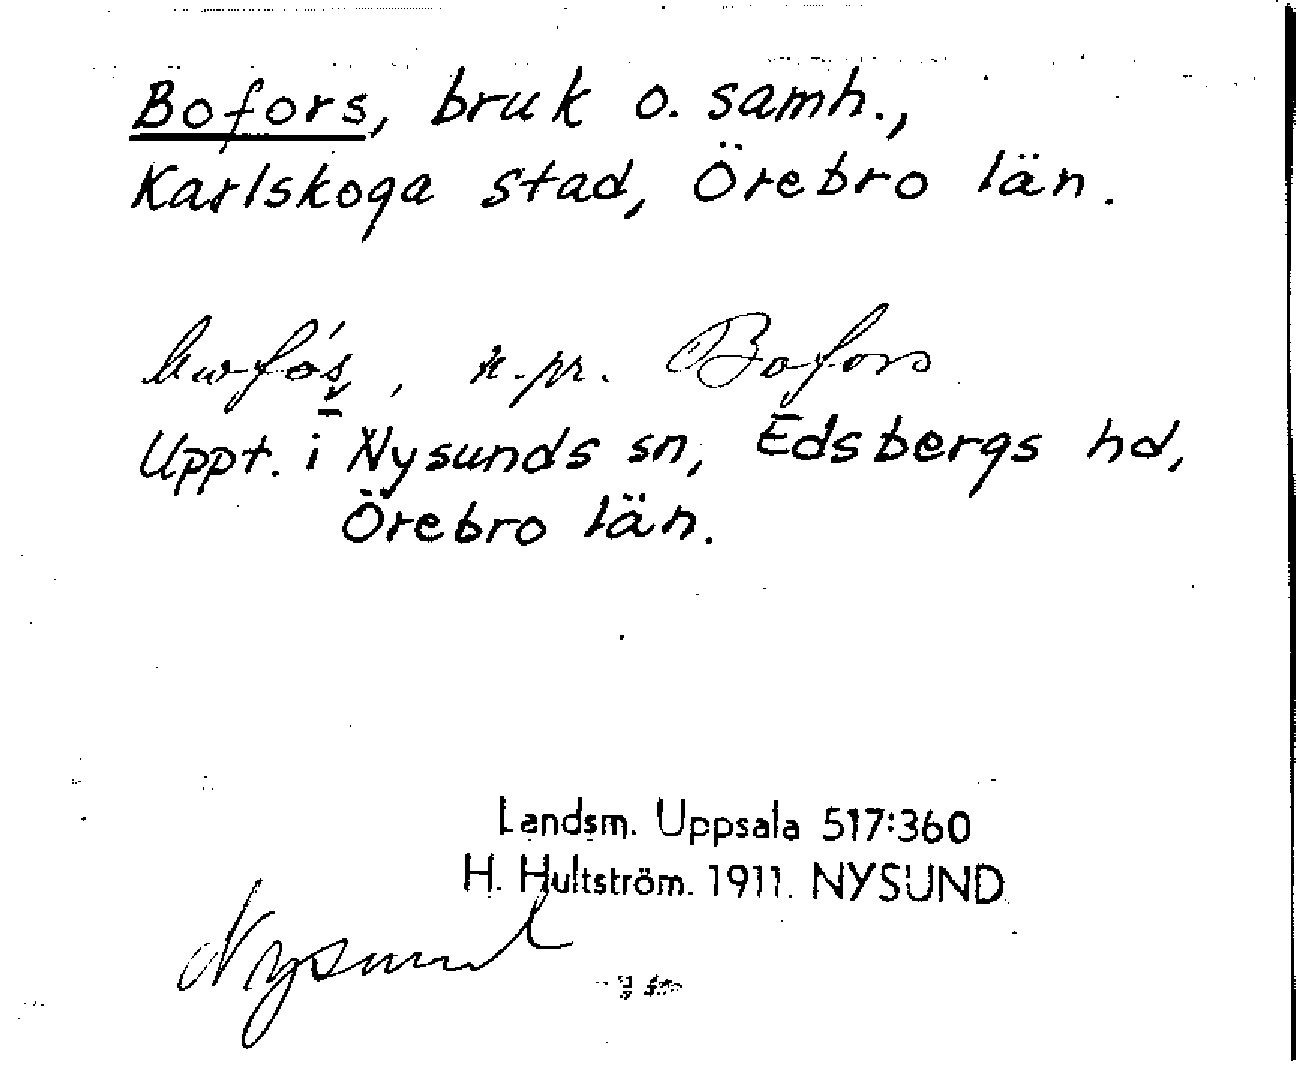 Bofors, bruk o. samh.,
Karlskoga stad, Örebro län.
n. pr. Bofors
Uppt. i Nysunds sn, Edsbergs hd,
Örebro län.
Landsm. Uppsala 517:360
H. Hultström. 1911. NYSUND
Nysund